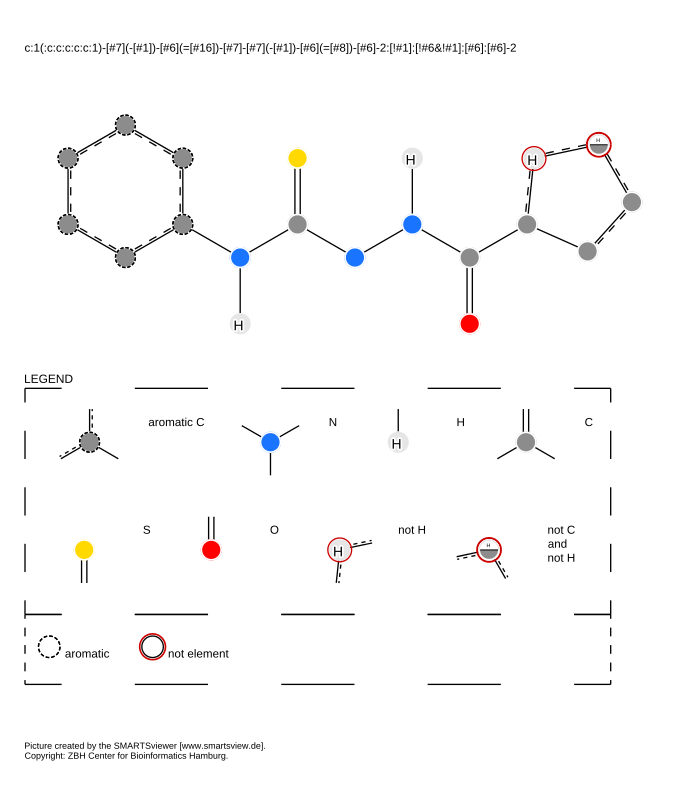 c:1(:c:c:c:c:c:1)-[#7](-[#1])-[#6](=[#16])-[#7]-[#7](-[#1])-[#6](=[#8])-[#6]-2:[!#1]:[!#6&!#1]:[#6]:[#6]-2
H
H H
H
LEGEND
aromatic C N H C
H
S O not H not C
and
not H
H H
aromatic not element
Picture created by the SMARTSviewer [www.smartsview.de].
Copyright: ZBH Center for Bioinformatics Hamburg.